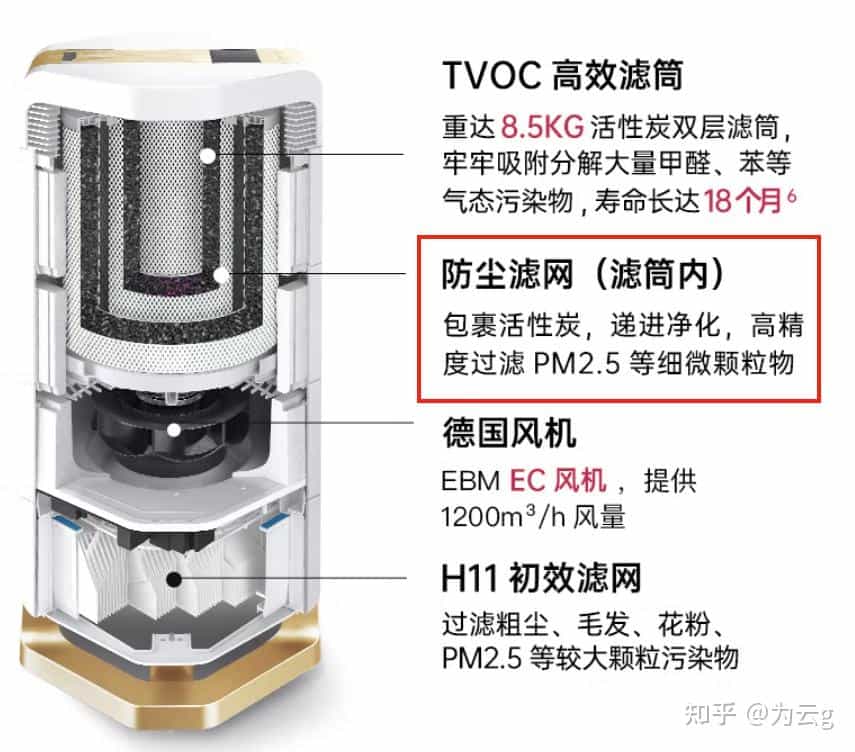 TVOC 高效滤筒
重达 8.5KG 活性炭双层滤筒，
牢牢吸附分解大量甲醛、苯等
气态污染物，寿命长达18个月⁶
防尘滤网（滤筒内）
包裹活性炭，递进净化，高精
度过滤 PM2.5 等细微颗粒物
德国风机
EBM EC 风机 ，提供
1200m³/h 风量
H11 初效滤网
过滤粗尘、毛发、花粉、
PM2.5 等较大颗粒污染物
知乎 @为云g